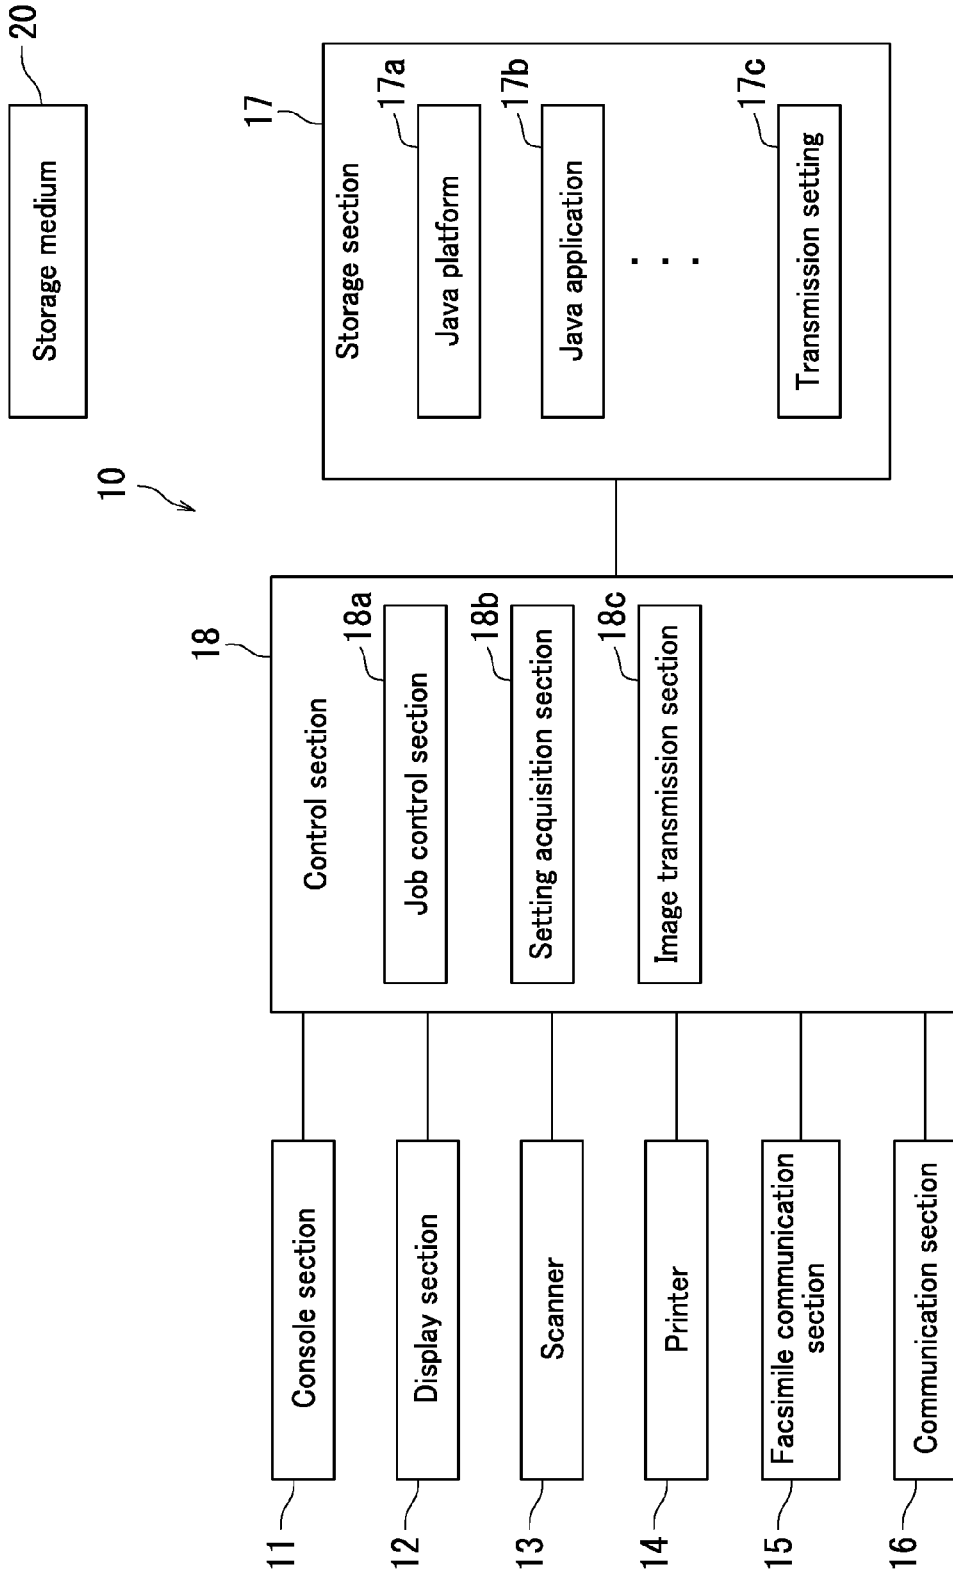 10
11
Console section
12
Display section
13
Scanner
14
Printer
15
Facsimile communication
section
16
Communication section
18
Control section
18a
Job control section
18b
Setting acquisition section
18c
Image transmission section
17
Storage section
17a
Java platform
17b
Java application
. . .
17c
Transmission setting
20
Storage medium